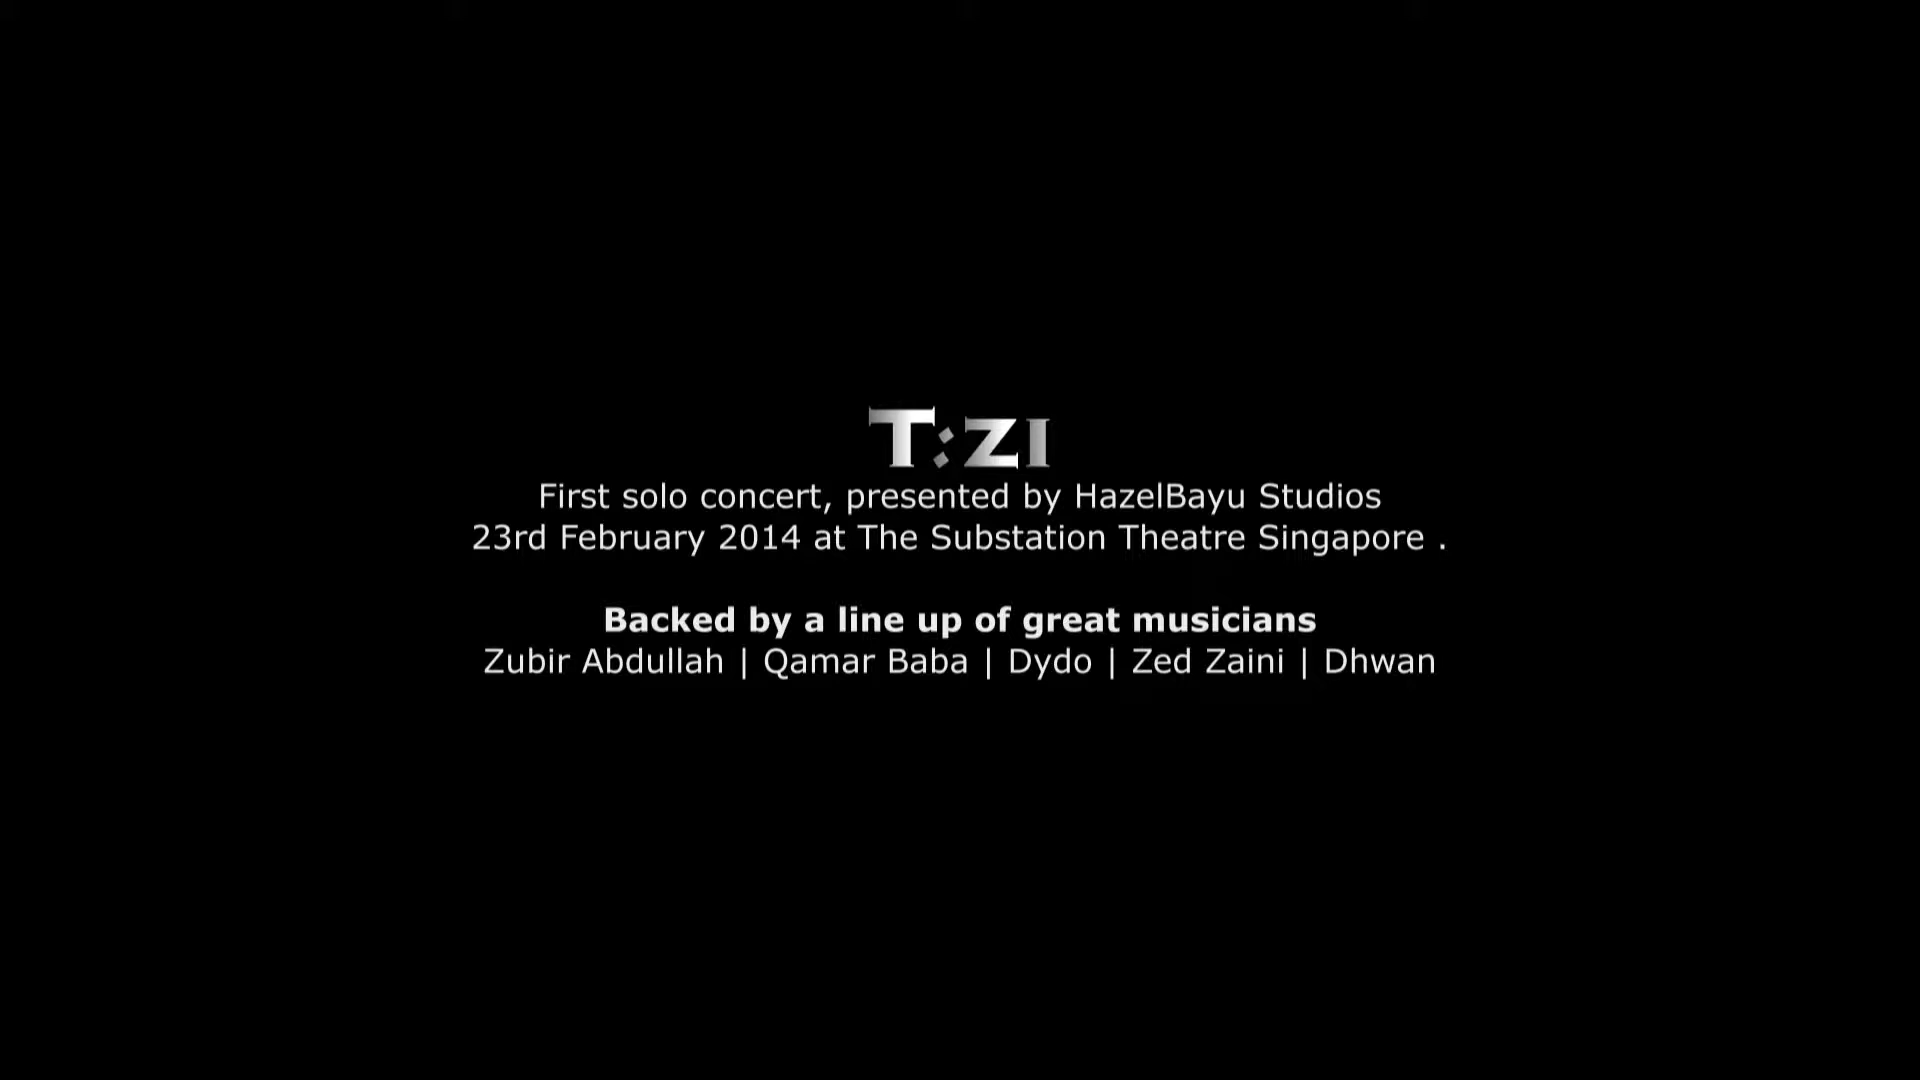 T:ZI
First solo concert, presented by HazelBayu Studios
23rd February 2014 at The Substation Theatre Singapore .
Backed by a line up of great musicians
Zubir Abdullah | Qamar Baba | Dydo | Zed Zaini | Dhwan